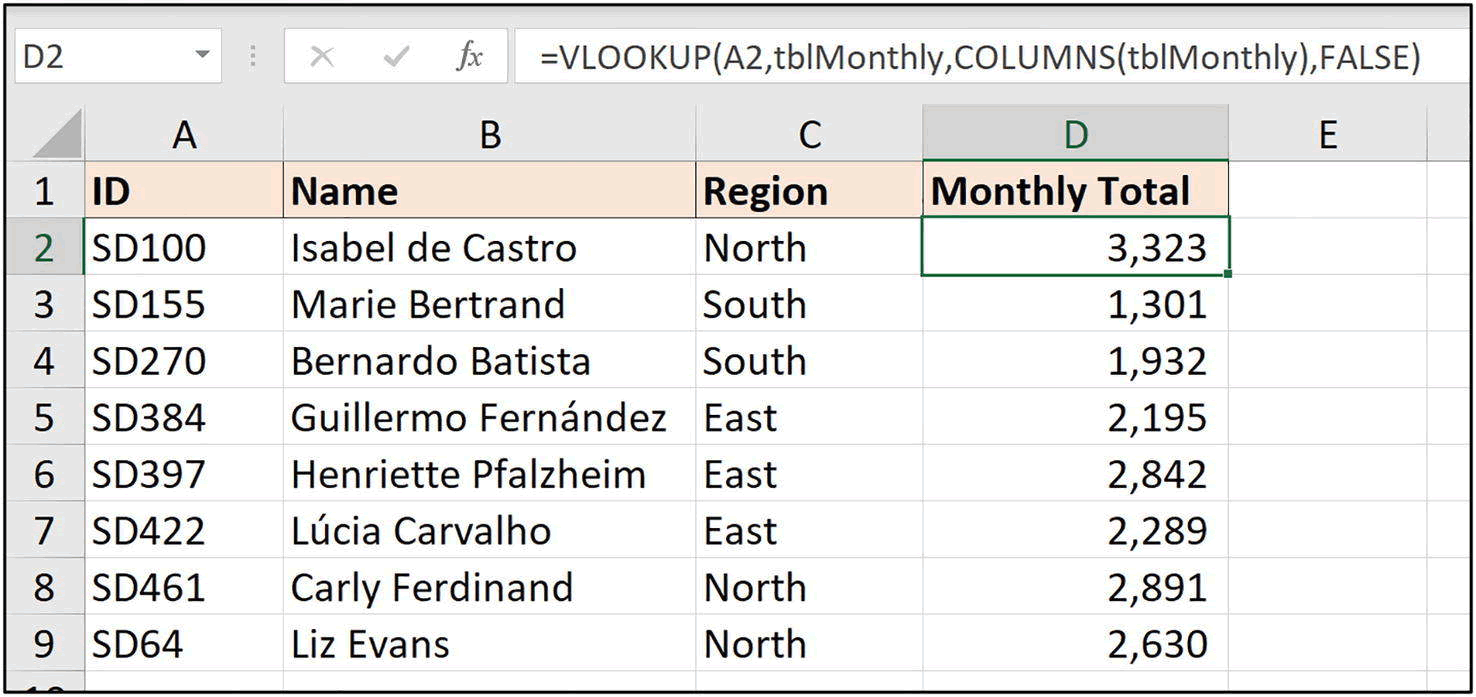 D2 fx =VLOOKUP(A2,tblMonthly,COLUMNS(tblMonthly),FALSE)
A B C D E
1 ID Name Region Monthly Total
2 SD100 Isabel de Castro North 3,323
3 SD155 Marie Bertrand South 1,301
4 SD270 Bernardo Batista South 1,932
5 SD384 Guillermo Fernández East 2,195
6 SD397 Henriette Pfalzheim East 2,842
7 SD422 Lúcia Carvalho East 2,289
8 SD461 Carly Ferdinand North 2,891
9 SD64 Liz Evans North 2,630